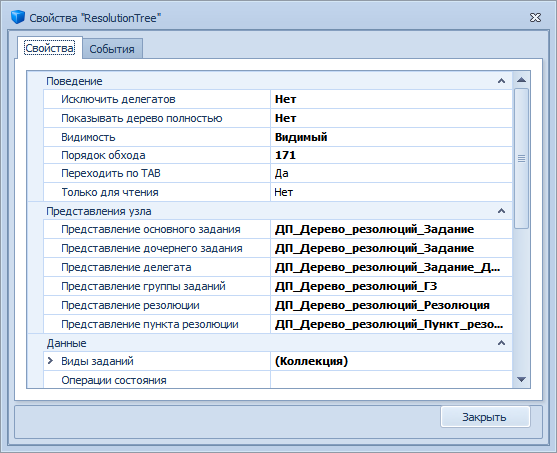 Свойства "ResolutionTree"
Свойства События
Поведение
Исключить делегатов Нет
Показывать дерево полностью Нет
Видимость Видимый
Порядок обхода 171
Переходить по TAB Да
Только для чтения Нет
Представления узла
Представление основного задания ДП_Дерево_резолюций_Задание
Представление дочернего задания ДП_Дерево_резолюций_Задание
Представление делегата ДП_Дерево_резолюций_Задание_Д...
Представление группы заданий ДП_Дерево_резолюций_ГЗ
Представление резолюции ДП_Дерево_резолюций_Резолюция
Представление пункта резолюции ДП_Дерево_резолюций_Пункт_резо...
Данные
Виды заданий (Коллекция)
Операции состояния
Закрыть